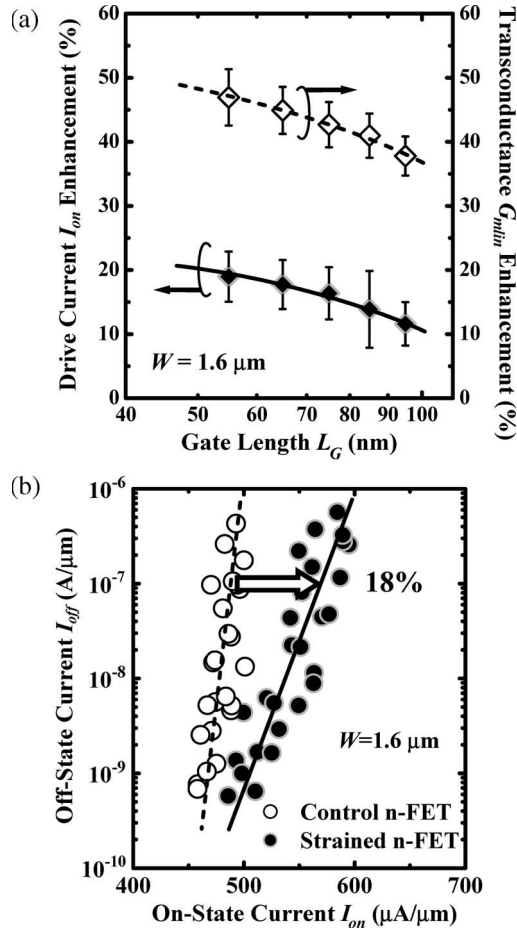 (a)
Drive Current I_on Enhancement (%)
60
50
40
30
20
10
0
60
50
40
30
20
10
0
Transconductance G_mlin Enhancement (%)
W = 1.6 μm
40 50 60 70 80 90 100
Gate Length L_G (nm)
(b)
Off-State Current I_off (A/μm)
10^-6
10^-7
10^-8
10^-9
10^-10
18%
W=1.6 μm
Control n-FET
Strained n-FET
400 500 600 700
On-State Current I_on (μA/μm)